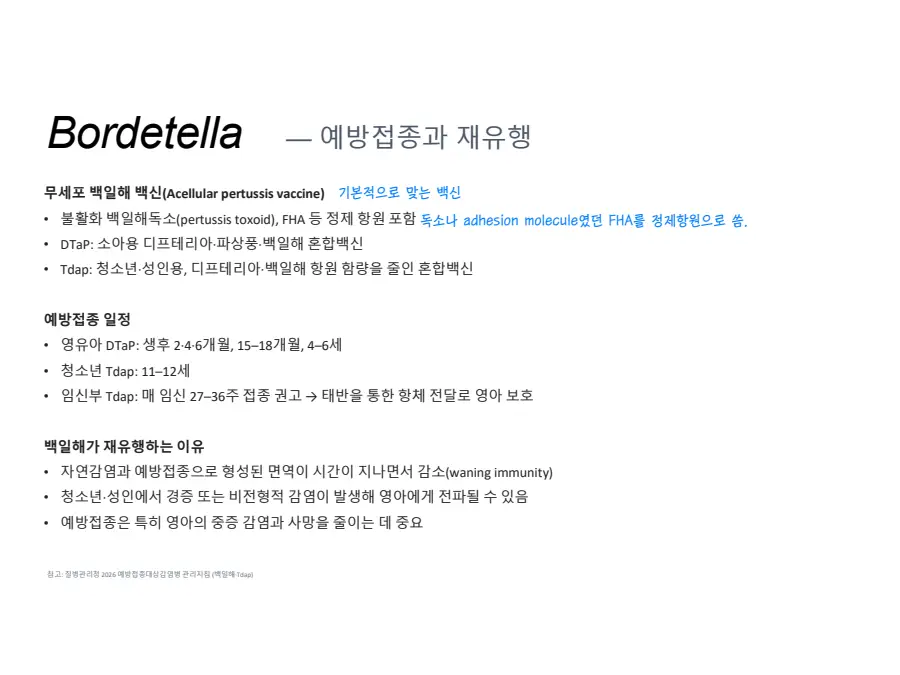 Bordetella — 예방접종과 재유행
무세포 백일해 백신(Acellular pertussis vaccine) 기본적으로 맞는 백신
• 불활화 백일해독소(pertussis toxoid), FHA 등 정제 항원 포함 독소나 adhesion molecule였던 FHA를 정제항원으로 씀.
• DTaP: 소아용 디프테리아·파상풍·백일해 혼합백신
• Tdap: 청소년·성인용, 디프테리아·백일해 항원 함량을 줄인 혼합백신
예방접종 일정
• 영유아 DTaP: 생후 2·4·6개월, 15–18개월, 4–6세
• 청소년 Tdap: 11–12세
• 임신부 Tdap: 매 임신 27–36주 접종 권고 → 태반을 통한 항체 전달로 영아 보호
백일해가 재유행하는 이유
• 자연감염과 예방접종으로 형성된 면역이 시간이 지나면서 감소(waning immunity)
• 청소년·성인에서 경증 또는 비전형적 감염이 발생해 영아에게 전파될 수 있음
• 예방접종은 특히 영아의 중증 감염과 사망을 줄이는 데 중요
참고: 질병관리청 2026 예방접종대상감염병 관리지침 (백일해·Tdap)